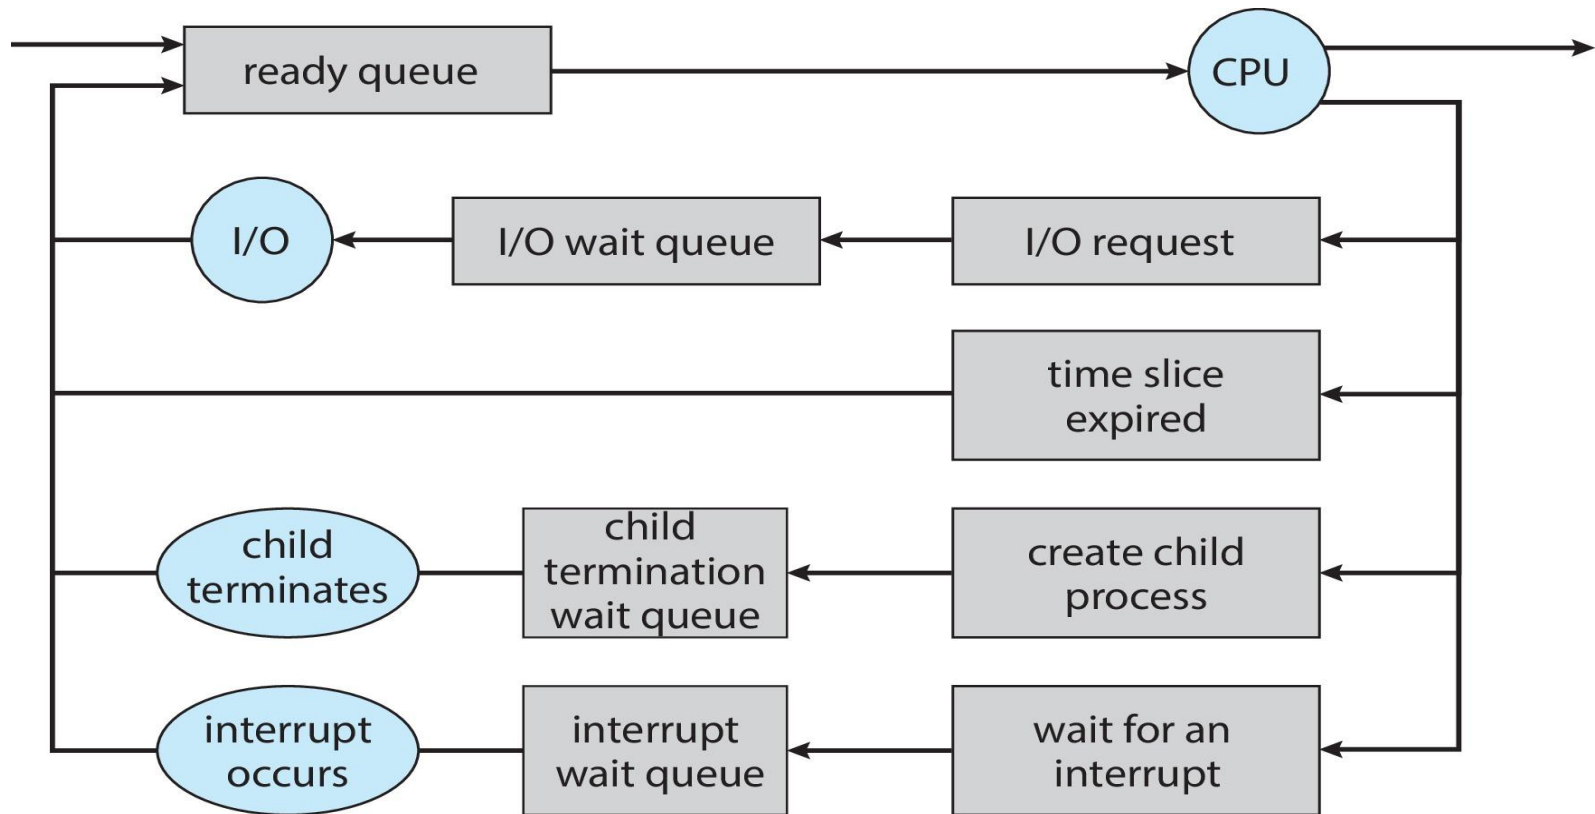 ready queue
CPU
I/O
I/O wait queue
I/O request
time slice
expired
child
terminates
child
termination
wait queue
create child
process
interrupt
occurs
interrupt
wait queue
wait for an
interrupt